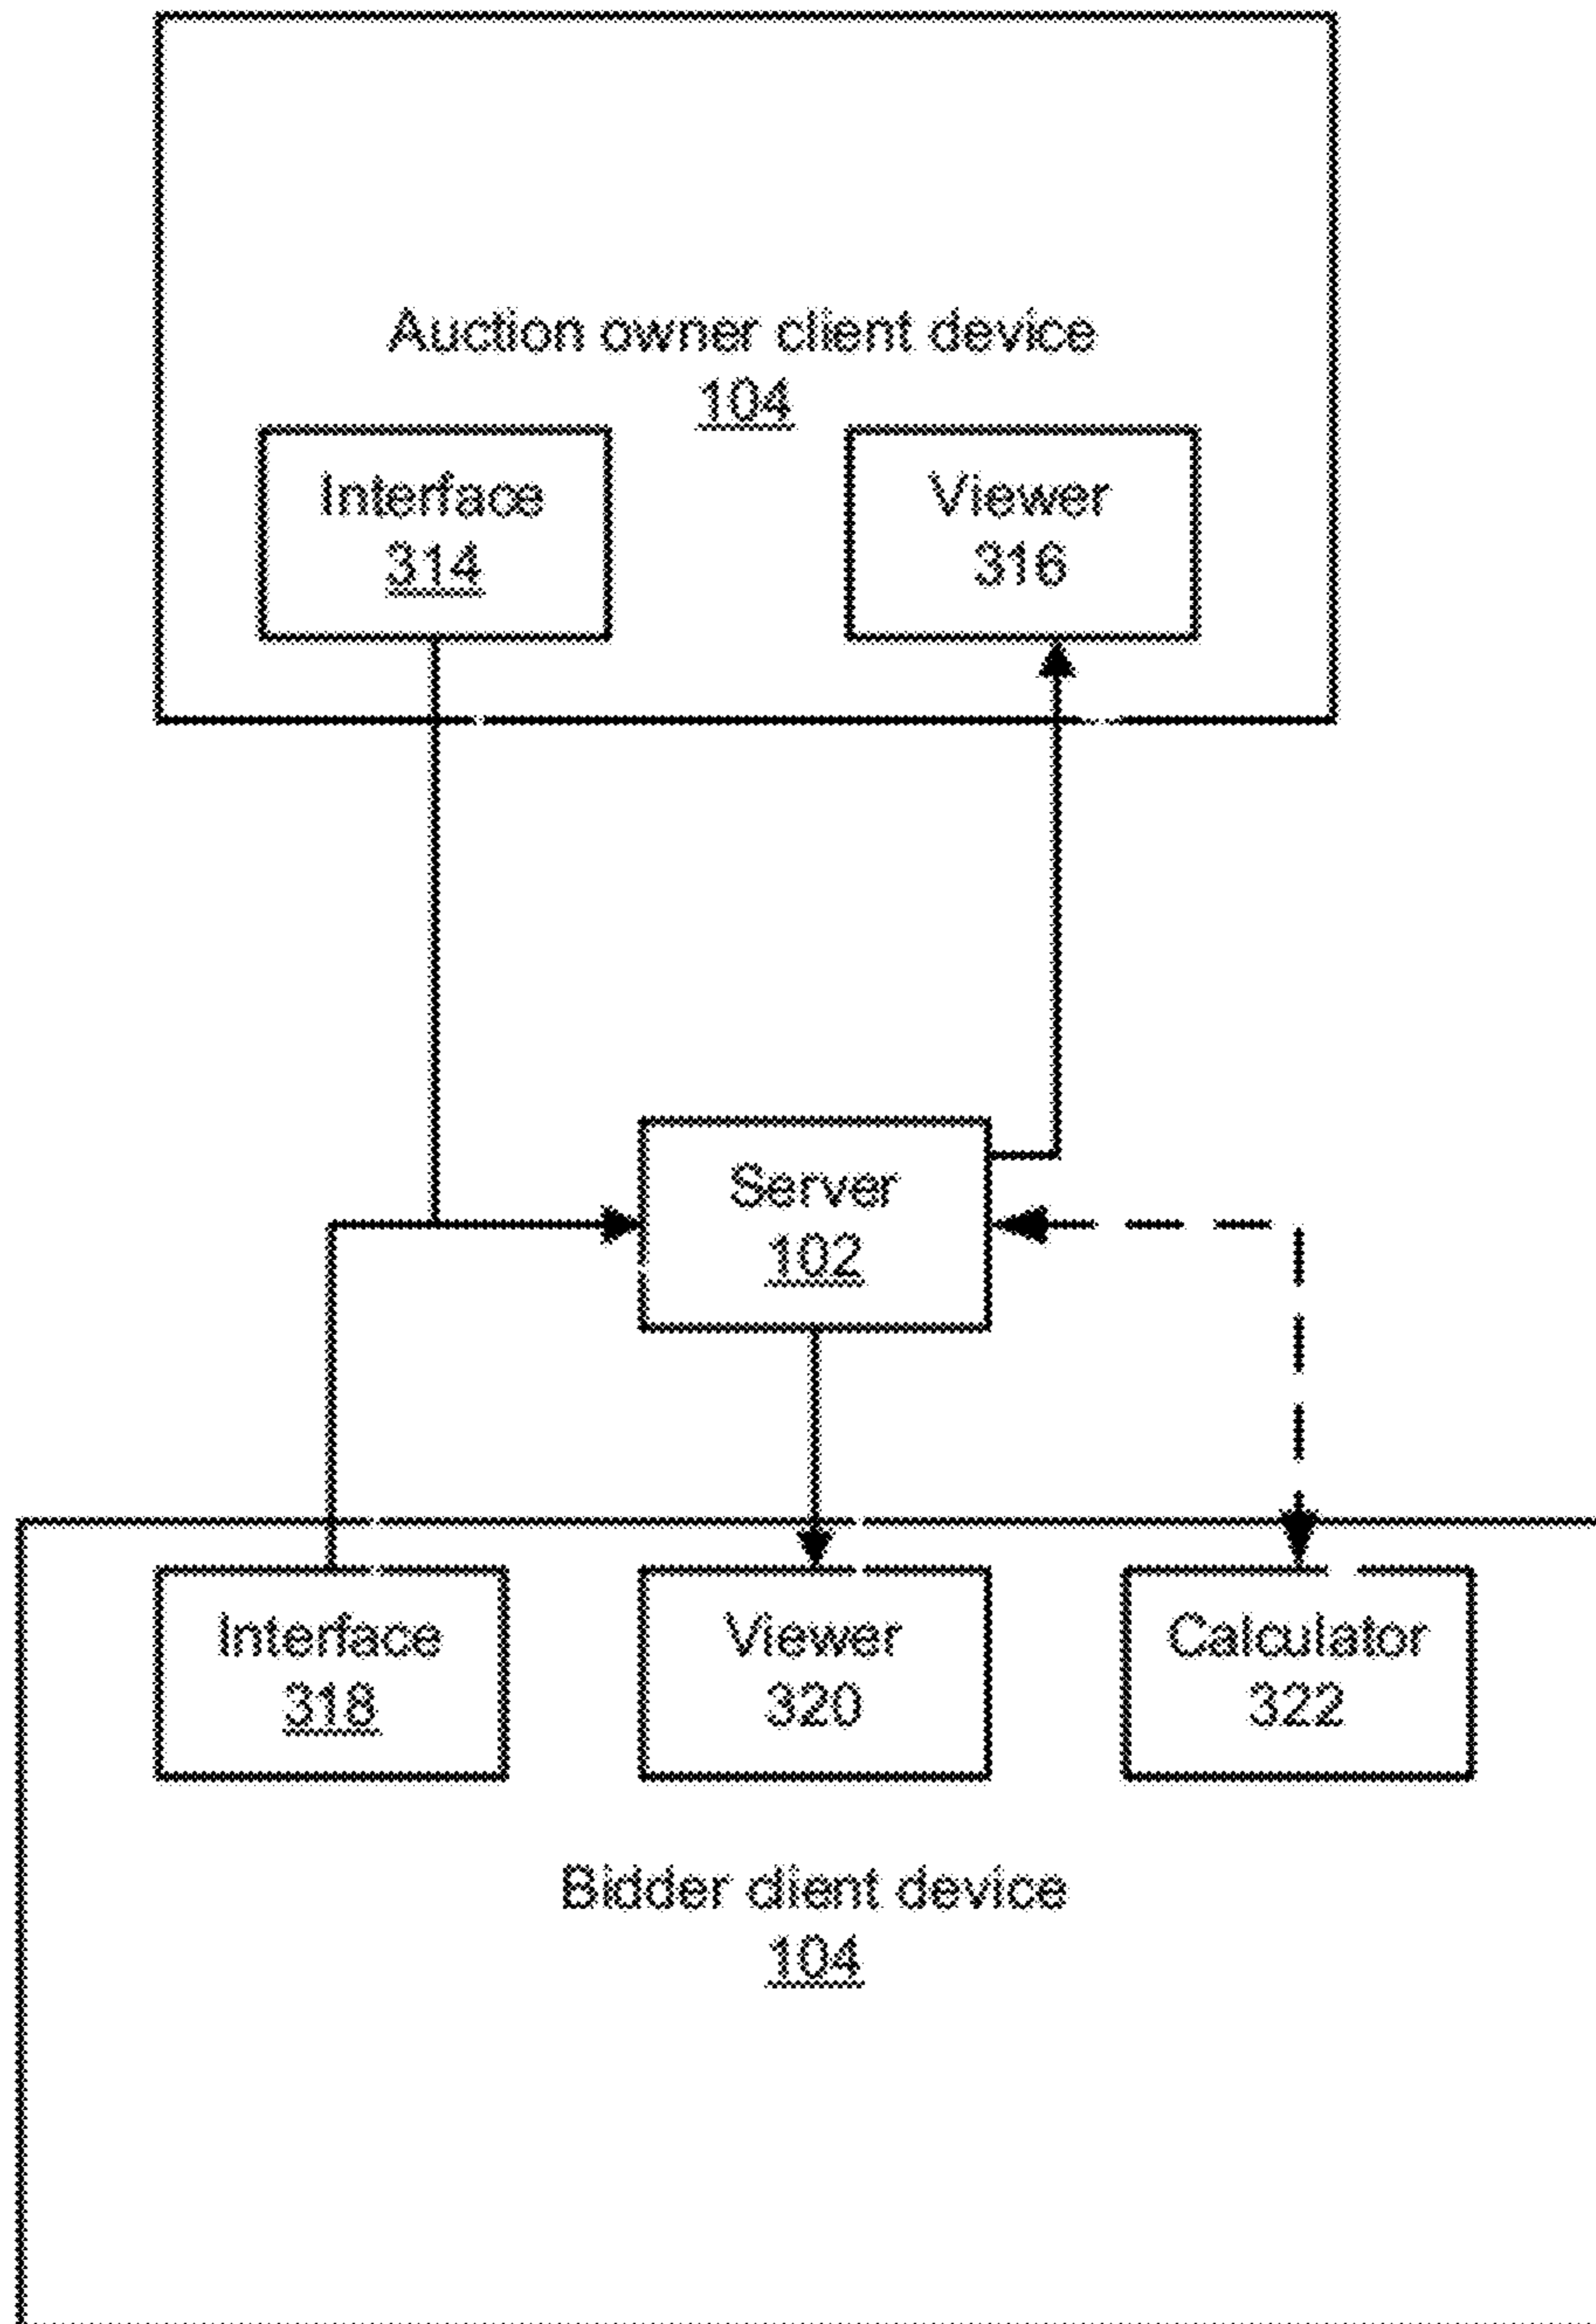 Auction owner client device
104
Interface
314
Viewer
316
Server
102
Interface
318
Viewer
320
Calculator
322
Bidder client device
104